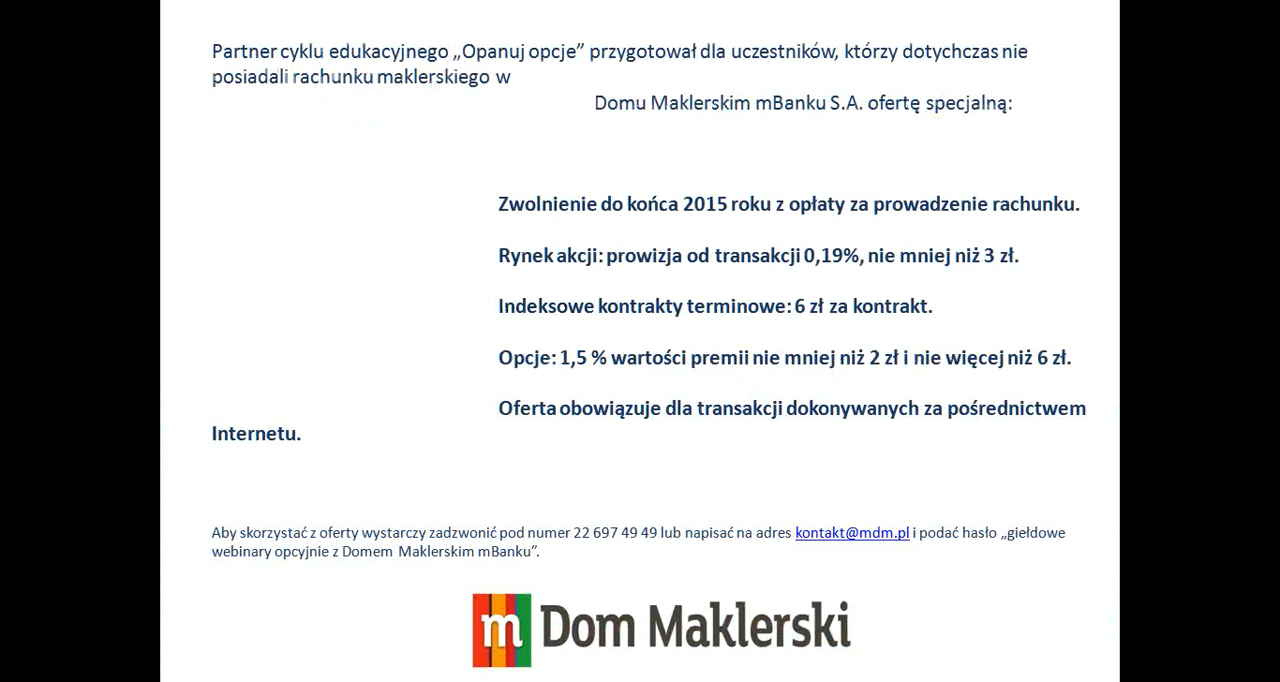 Partner cyklu edukacyjnego „Opanuj opcje” przygotował dla uczestników, którzy dotychczas nie
posiadali rachunku maklerskiego w
Domu Maklerskim mBanku S.A. ofertę specjalną:
Zwolnienie do końca 2015 roku z opłaty za prowadzenie rachunku.
Rynek akcji: prowizja od transakcji 0,19%, nie mniej niż 3 zł.
Indeksowe kontrakty terminowe: 6 zł za kontrakt.
Opcje: 1,5 % wartości premii nie mniej niż 2 zł i nie więcej niż 6 zł.
Oferta obowiązuje dla transakcji dokonywanych za pośrednictwem
Internetu.
Aby skorzystać z oferty wystarczy zadzwonić pod numer 22 697 49 49 lub napisać na adres kontakt@mdm.pl i podać hasło „giełdowe
webinary opcyjnie z Domem Maklerskim mBanku”.
m Dom Maklerski